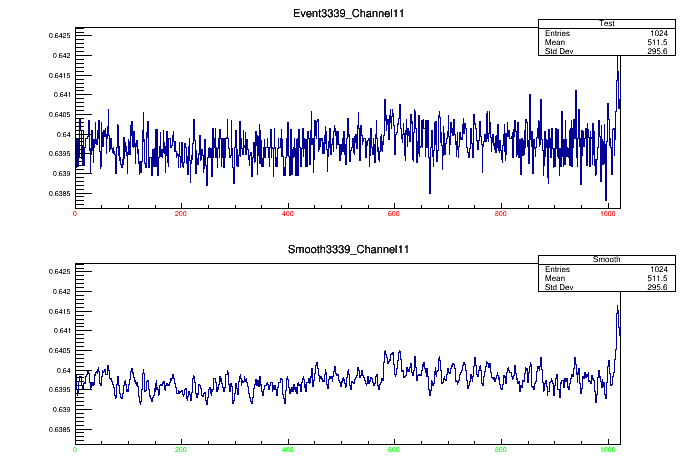 Event3339_Channel11
Test
Entries 1024
Mean 511.5
Std Dev 295.6
0.6425
0.642
0.6415
0.641
0.6405
0.64
0.6395
0.639
0.6385
0 200 400 600 800 1000
Smooth3339_Channel11
Smooth
Entries 1024
Mean 511.5
Std Dev 295.6
0.6425
0.642
0.6415
0.641
0.6405
0.64
0.6395
0.639
0.6385
0 200 400 600 800 1000